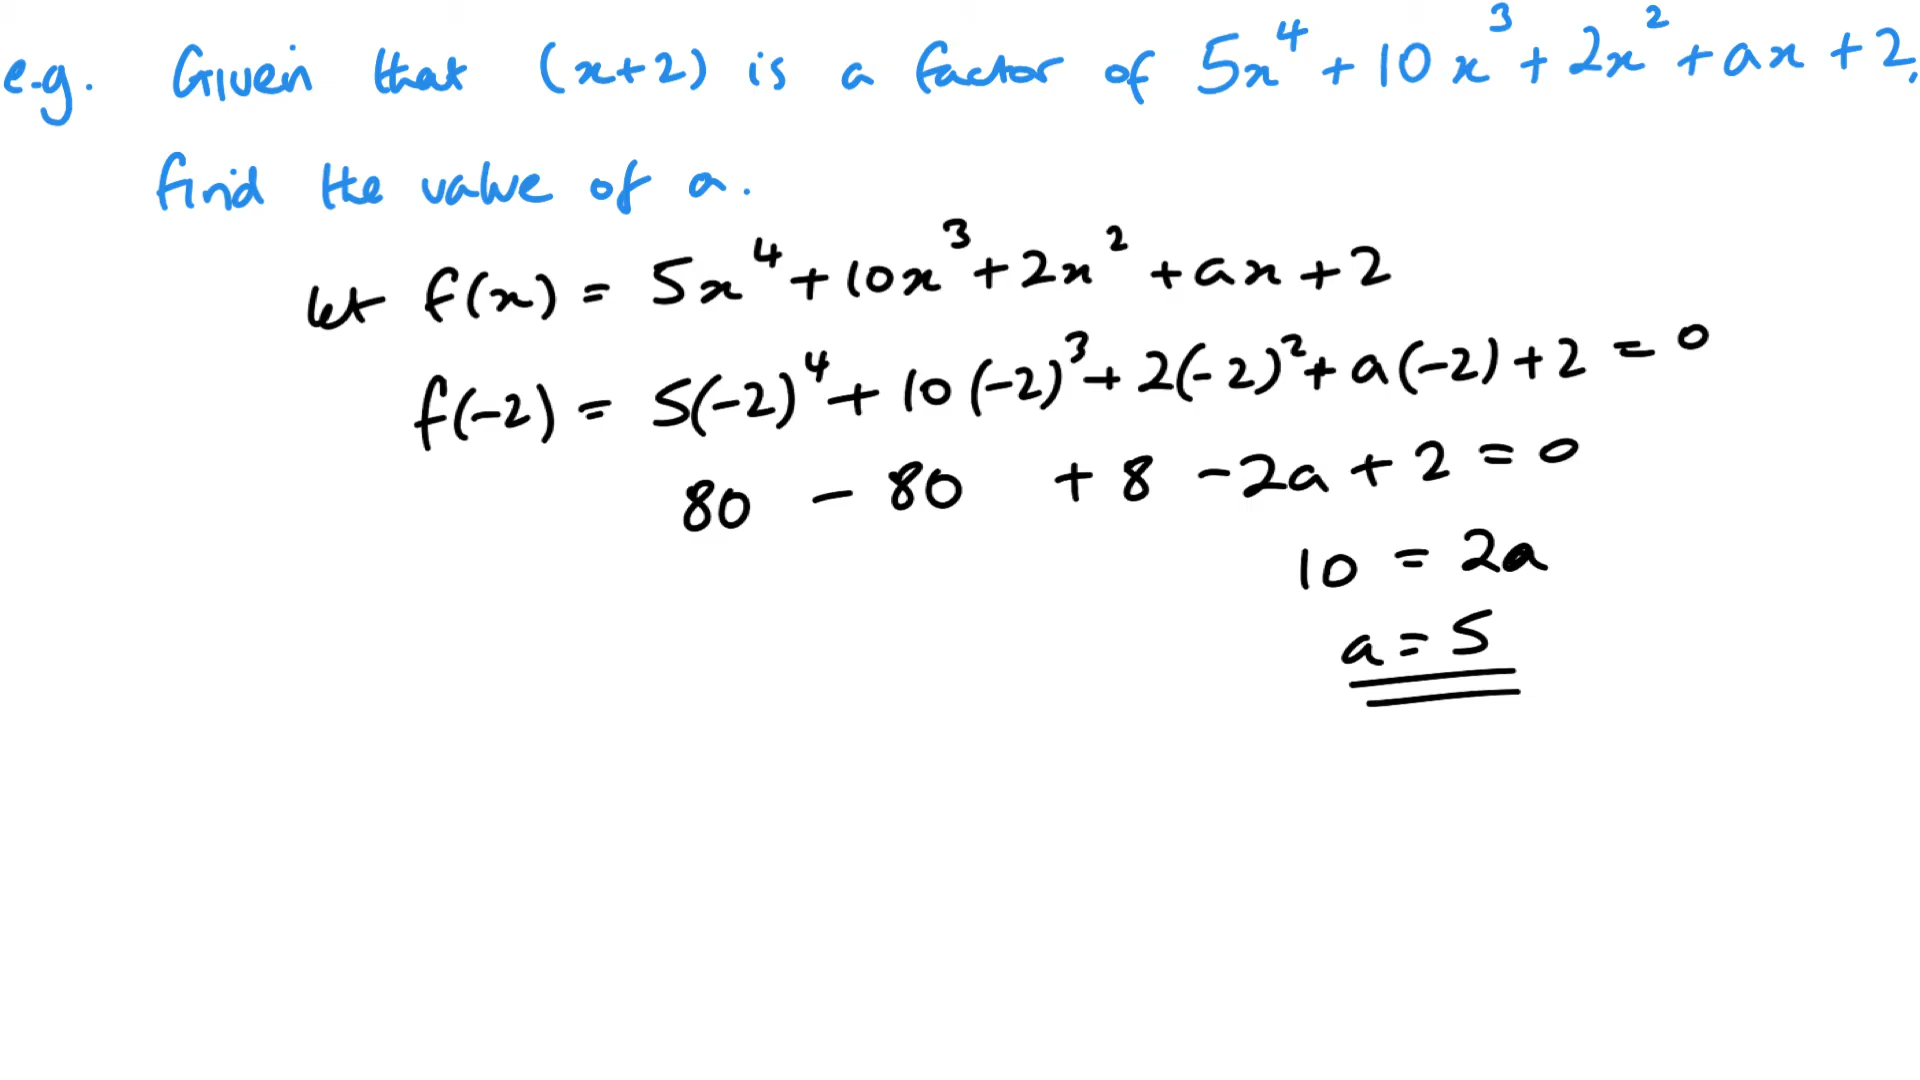 e.g. Given that (x+2) is a factor of 5x⁴ + 10x³ + 2x² + ax + 2,
find the value of a.
let f(x) = 5x⁴ + 10x³ + 2x² + ax + 2
f(-2) = 5(-2)⁴ + 10(-2)³ + 2(-2)² + a(-2) + 2 = 0
80 - 80 + 8 - 2a + 2 = 0
10 = 2a
a = 5